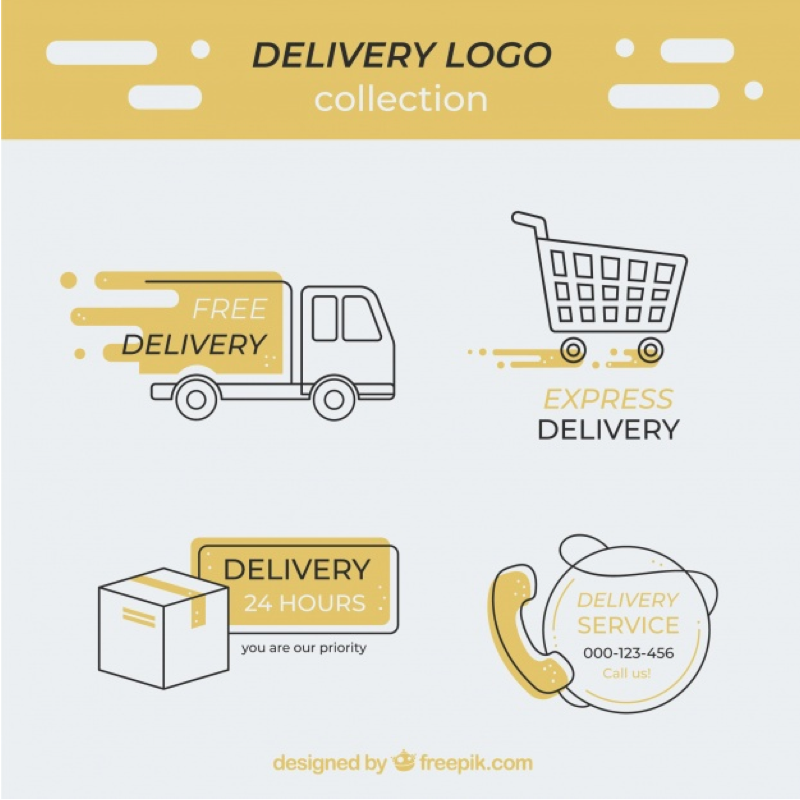 DELIVERY LOGO
collection
FREE
DELIVERY
EXPRESS
DELIVERY
DELIVERY
24 HOURS
you are our priority
DELIVERY
SERVICE
000-123-456
Call us!
designed by freepik.com